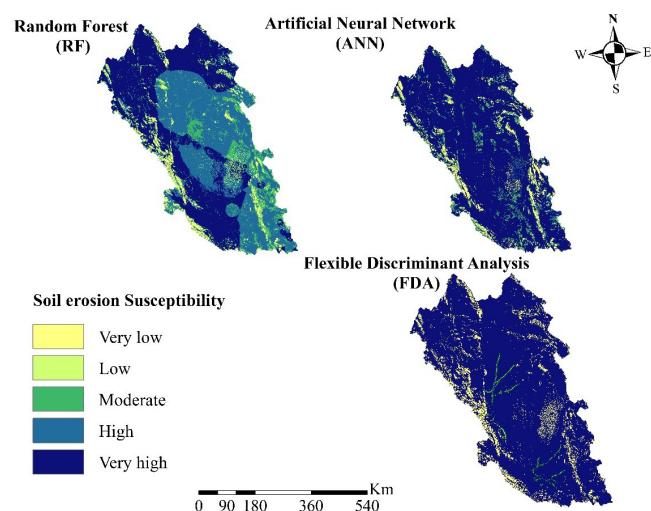 Random Forest
(RF)
Artificial Neural Network
(ANN)
N
W E
S
Flexible Discriminant Analysis
(FDA)
Soil erosion Susceptibility
Very low
Low
Moderate
High
Very high
Km
0 90 180 360 540